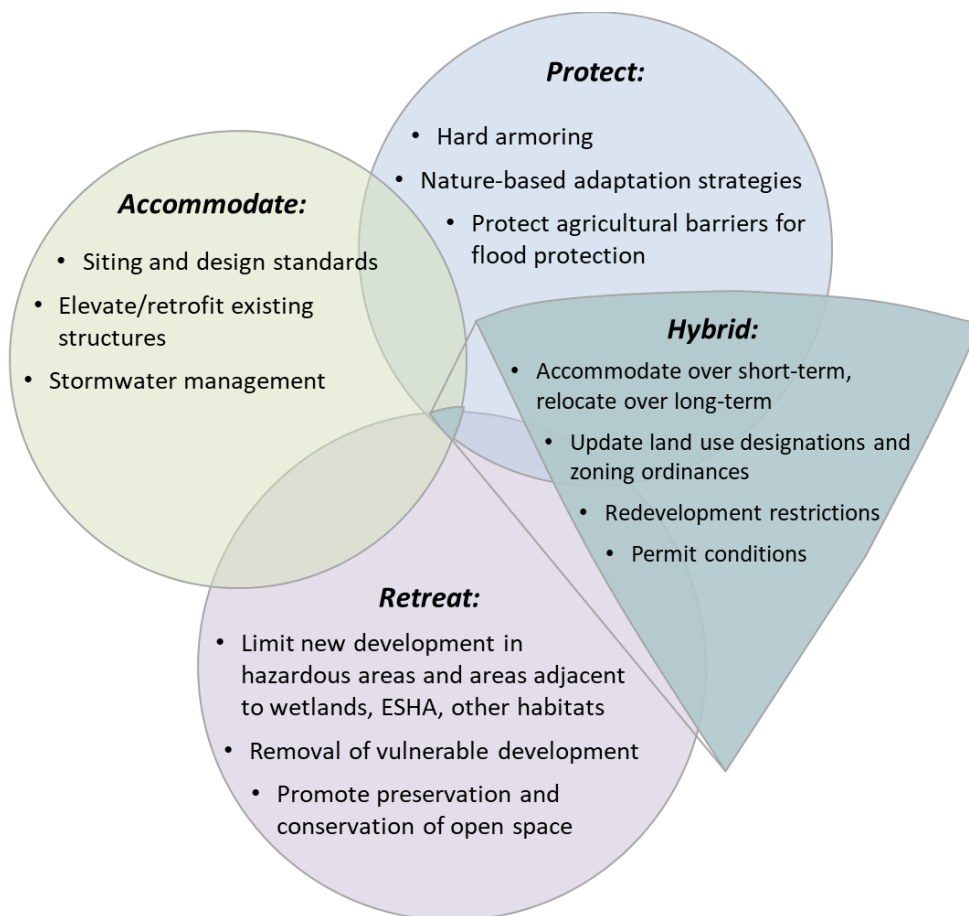 Protect:
• Hard armoring
• Nature-based adaptation strategies
• Protect agricultural barriers for
flood protection
Accommodate:
• Siting and design standards
• Elevate/retrofit existing
structures
• Stormwater management
Hybrid:
• Accommodate over short-term,
relocate over long-term
• Update land use designations and
zoning ordinances
• Redevelopment restrictions
• Permit conditions
Retreat:
• Limit new development in
hazardous areas and areas adjacent
to wetlands, ESHA, other habitats
• Removal of vulnerable development
• Promote preservation and
conservation of open space